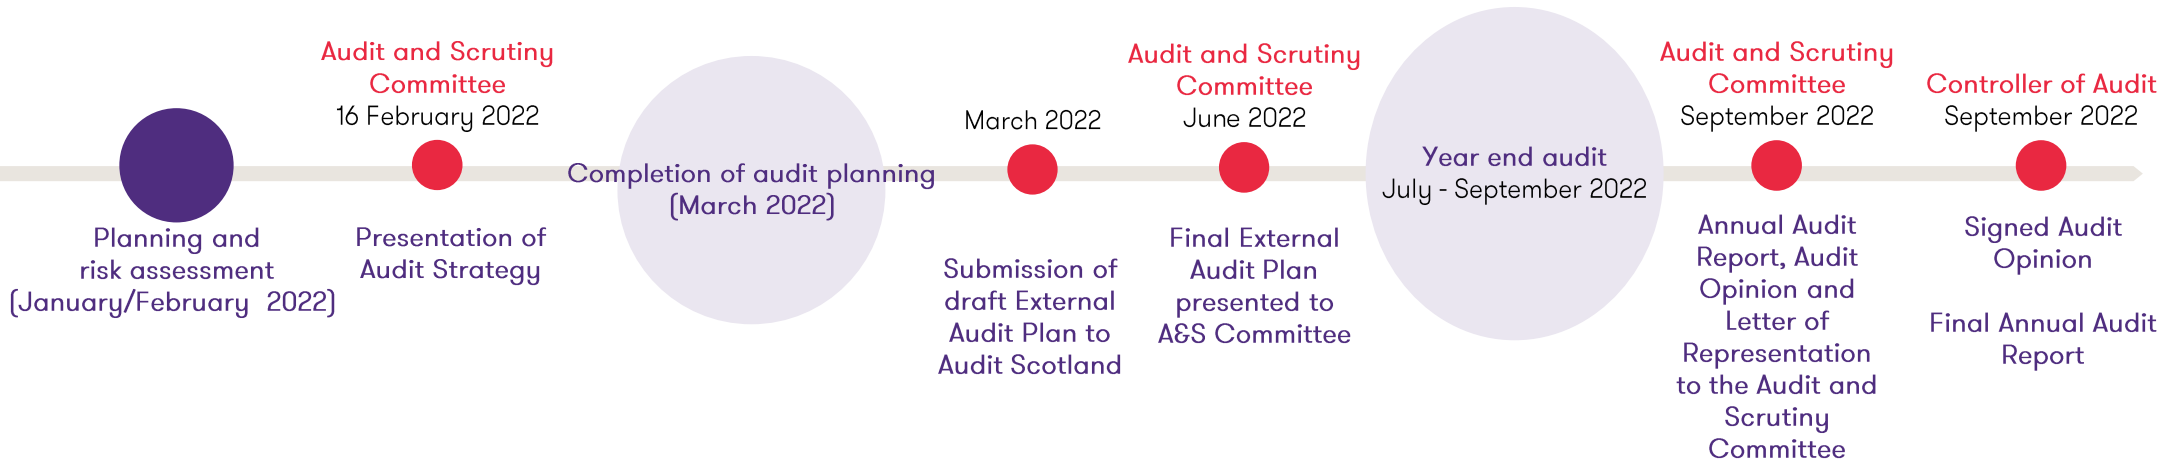 Planning and
risk assessment
(January/February 2022)
Audit and Scrutiny
Committee
16 February 2022
Presentation of
Audit Strategy
Completion of audit planning
(March 2022)
March 2022
Submission of
draft External
Audit Plan to
Audit Scotland
Audit and Scrutiny
Committee
June 2022
Final External
Audit Plan
presented to
A&S Committee
Year end audit
July - September 2022
Audit and Scrutiny
Committee
September 2022
Annual Audit
Report, Audit
Opinion and
Letter of
Representation
to the Audit and
Scrutiny
Committee
Controller of Audit
September 2022
Signed Audit
Opinion
Final Annual Audit
Report